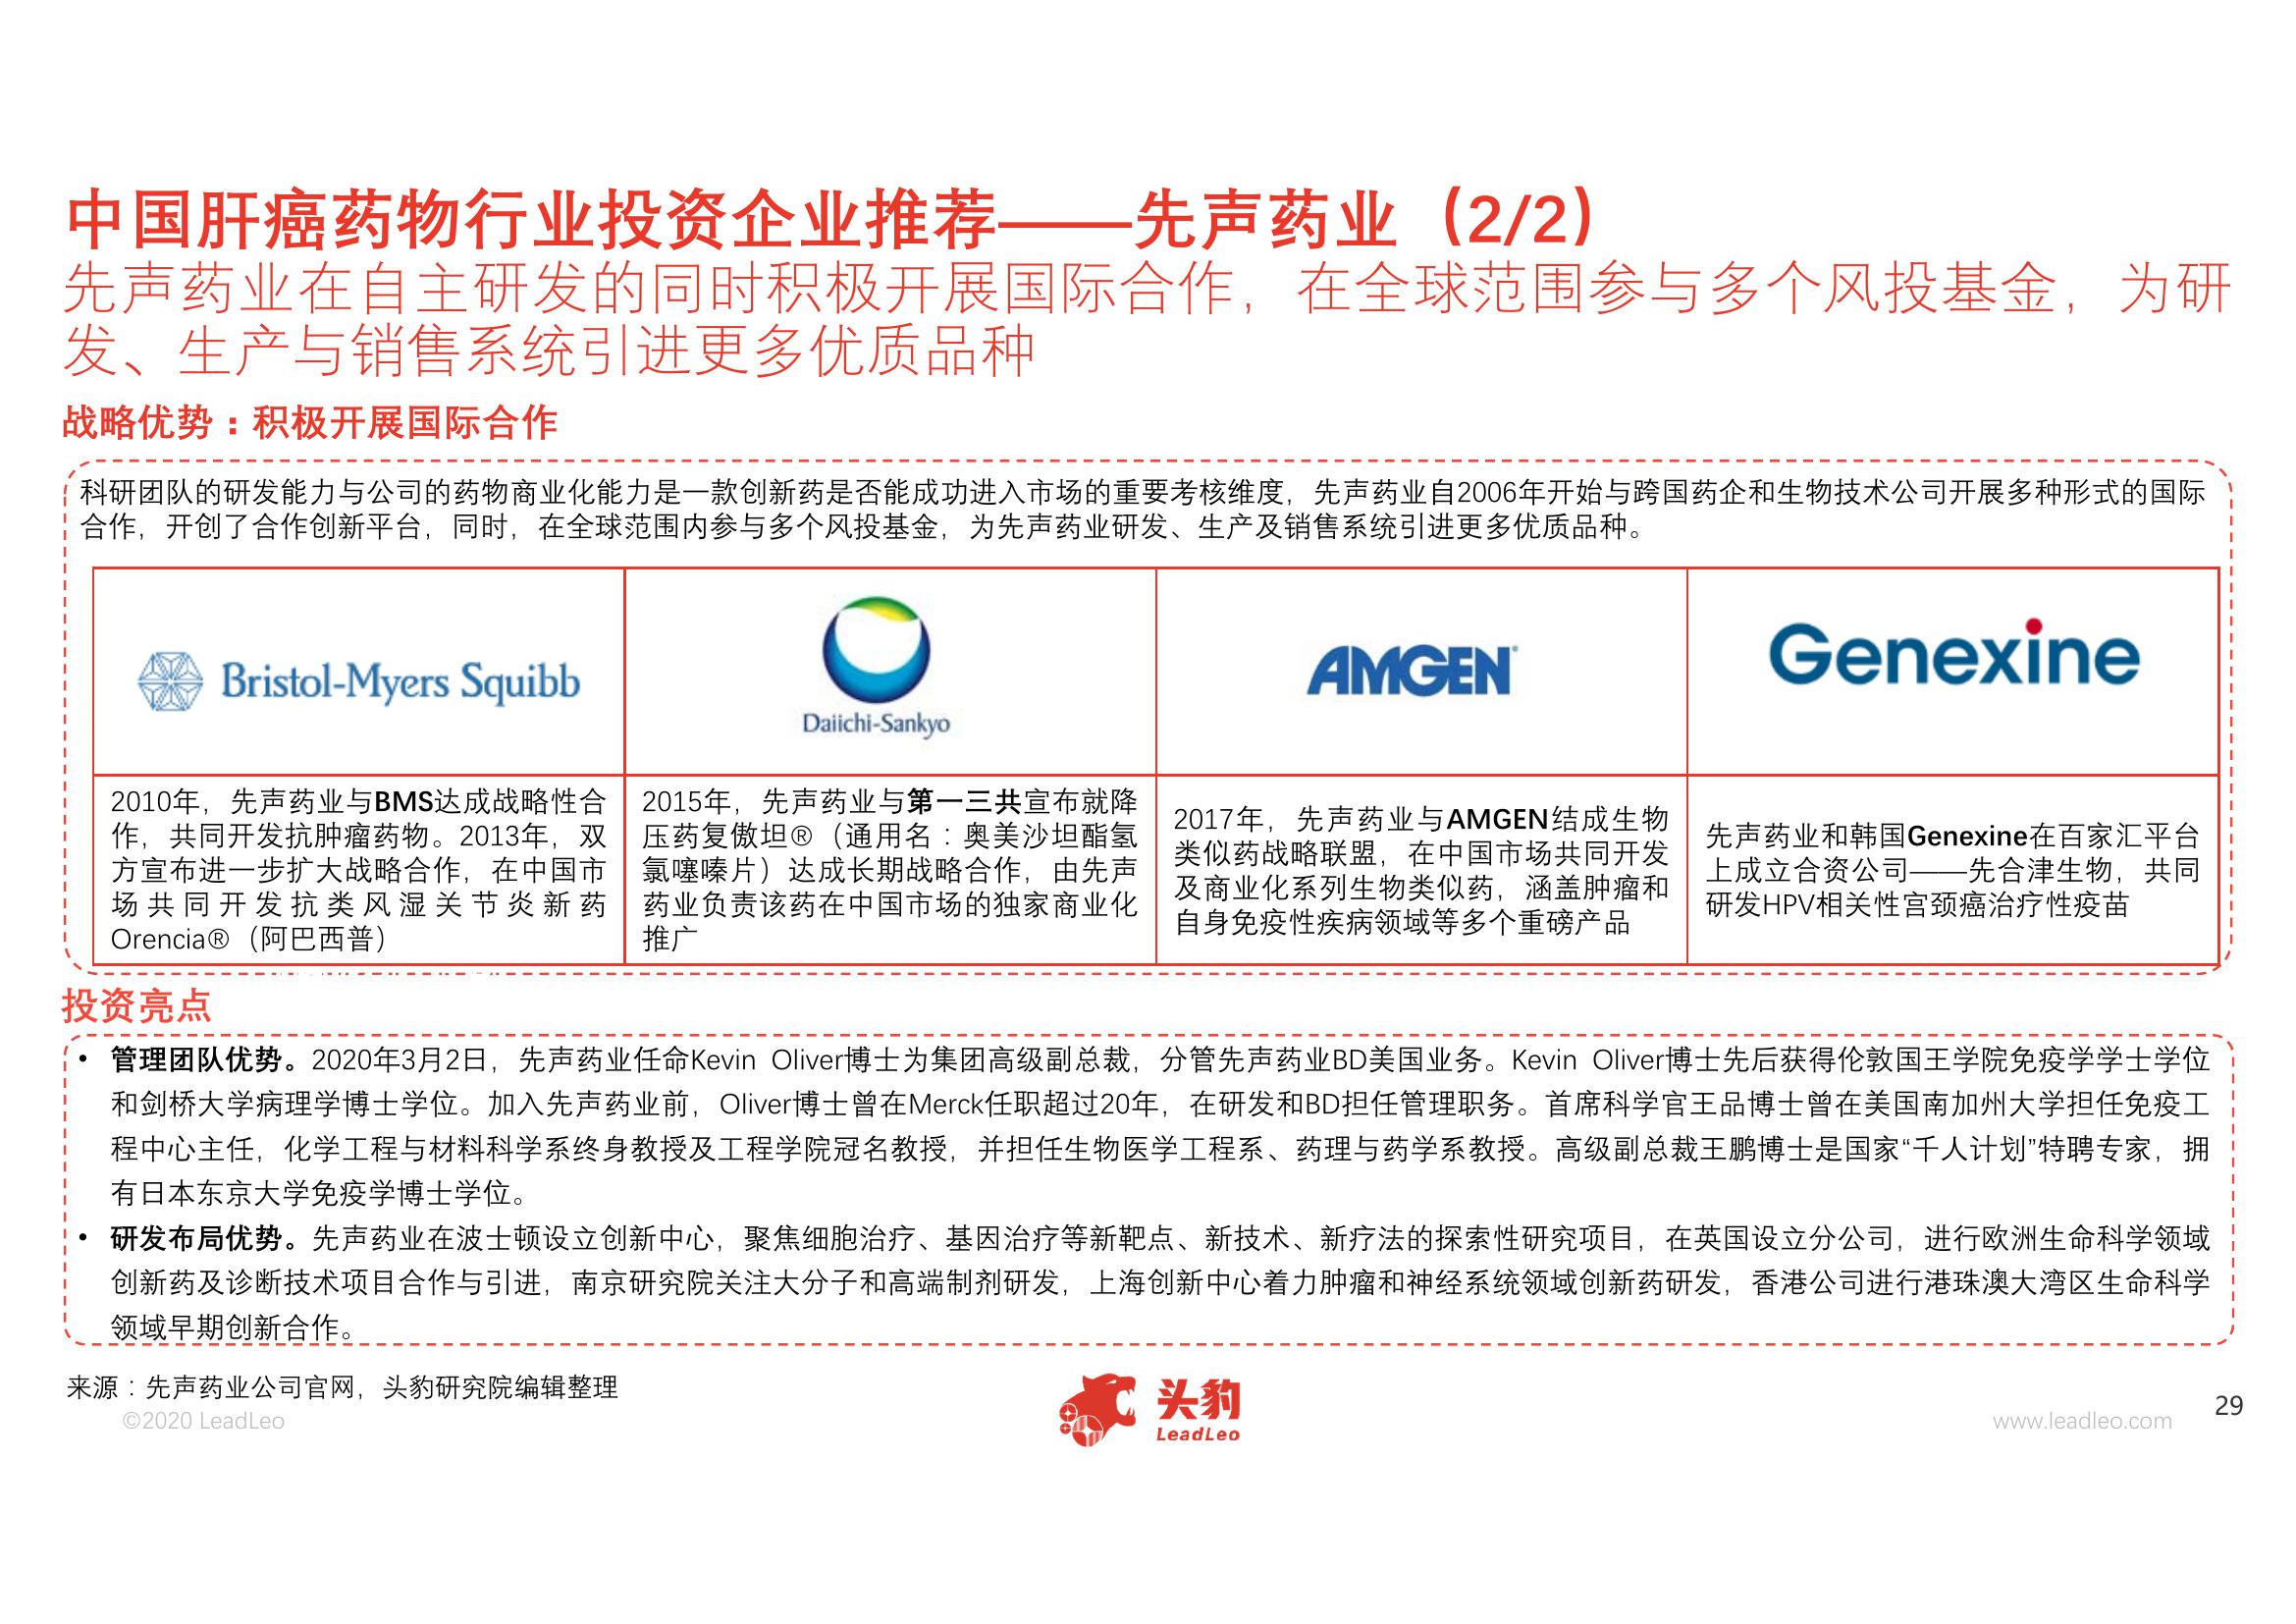 中国肝癌药物行业投资企业推荐——先声药业（2/2）
先声药业在自主研发的同时积极开展国际合作，在全球范围参与多个风投基金，为研
发、生产与销售系统引进更多优质品种
战略优势：积极开展国际合作
科研团队的研发能力与公司的药物商业化能力是一款创新药是否能成功进入市场的重要考核维度，先声药业自2006年开始与跨国药企和生物技术公司开展多种形式的国际
合作，开创了合作创新平台，同时，在全球范围内参与多个风投基金，为先声药业研发、生产及销售系统引进更多优质品种。
Bristol-Myers Squibb
Daiichi-Sankyo
AMGEN®
Genexine
2010年，先声药业与BMS达成战略性合
作，共同开发抗肿瘤药物。2013年，双
方宣布进一步扩大战略合作，在中国市
场共同开发抗类风湿关节炎新药
Orencia®（阿巴西普）
2015年，先声药业与第一三共宣布就降
压药复傲坦®（通用名：奥美沙坦酯氢
氯噻嗪片）达成长期战略合作，由先声
药业负责该药在中国市场的独家商业化
推广
2017年，先声药业与AMGEN结成生物
类似药战略联盟，在中国市场共同开发
及商业化系列生物类似药，涵盖肿瘤和
自身免疫性疾病领域等多个重磅产品
先声药业和韩国Genexine在百家汇平台
上成立合资公司——先合津生物，共同
研发HPV相关性宫颈癌治疗性疫苗
投资亮点
• 管理团队优势。2020年3月2日，先声药业任命Kevin Oliver博士为集团高级副总裁，分管先声药业BD美国业务。Kevin Oliver博士先后获得伦敦国王学院免疫学学士学位
和剑桥大学病理学博士学位。加入先声药业前，Oliver博士曾在Merck任职超过20年，在研发和BD担任管理职务。首席科学官王品博士曾在美国南加州大学担任免疫工
程中心主任，化学工程与材料科学系终身教授及工程学院冠名教授，并担任生物医学工程系、药理与药学系教授。高级副总裁王鹏博士是国家“千人计划”特聘专家，拥
有日本东京大学免疫学博士学位。
• 研发布局优势。先声药业在波士顿设立创新中心，聚焦细胞治疗、基因治疗等新靶点、新技术、新疗法的探索性研究项目，在英国设立分公司，进行欧洲生命科学领域
创新药及诊断技术项目合作与引进，南京研究院关注大分子和高端制剂研发，上海创新中心着力肿瘤和神经系统领域创新药研发，香港公司进行港珠澳大湾区生命科学
领域早期创新合作。
来源：先声药业公司官网，头豹研究院编辑整理
©2020 LeadLeo
头豹
LeadLeo
www.leadleo.com
29